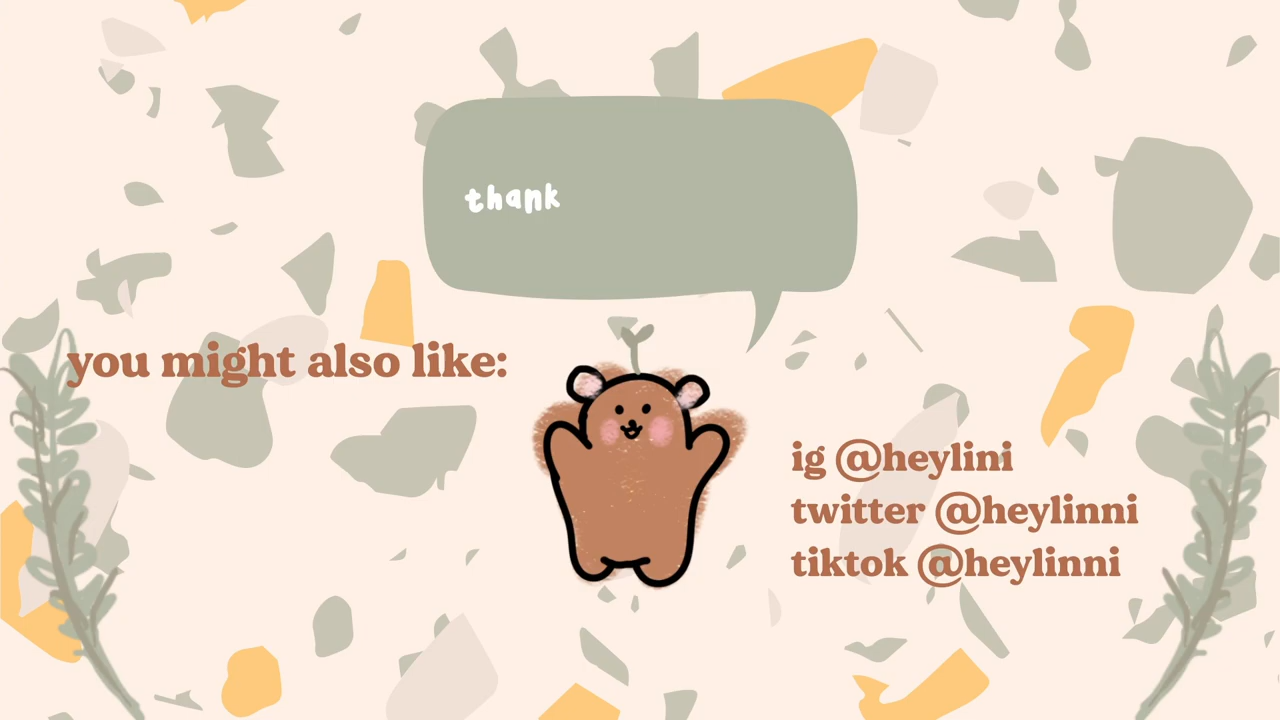 thank
you might also like:
ig @heylini
twitter @heylinni
tiktok @heylinni